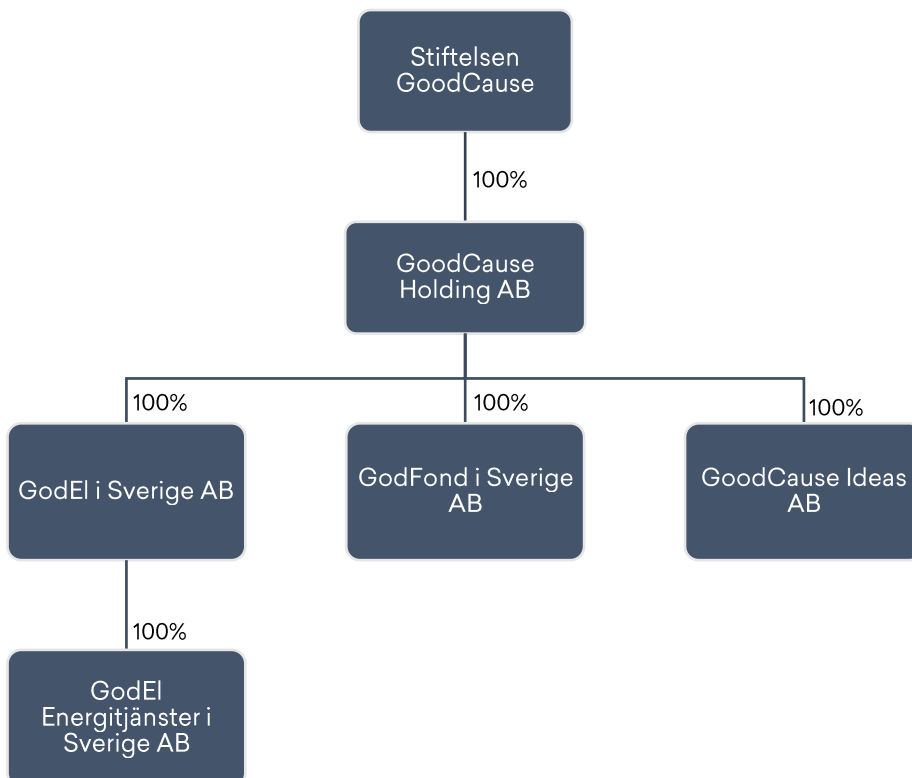 Stiftelsen
GoodCause
100%
GoodCause
Holding AB
100%
100%
100%
GodEl i Sverige AB
GodFond i Sverige
AB
GoodCause Ideas
AB
100%
GodEl
Energitjänster i
Sverige AB